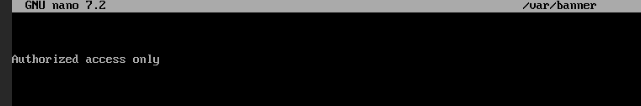 GNU nano 7.2 /var/banner
Authorized access only